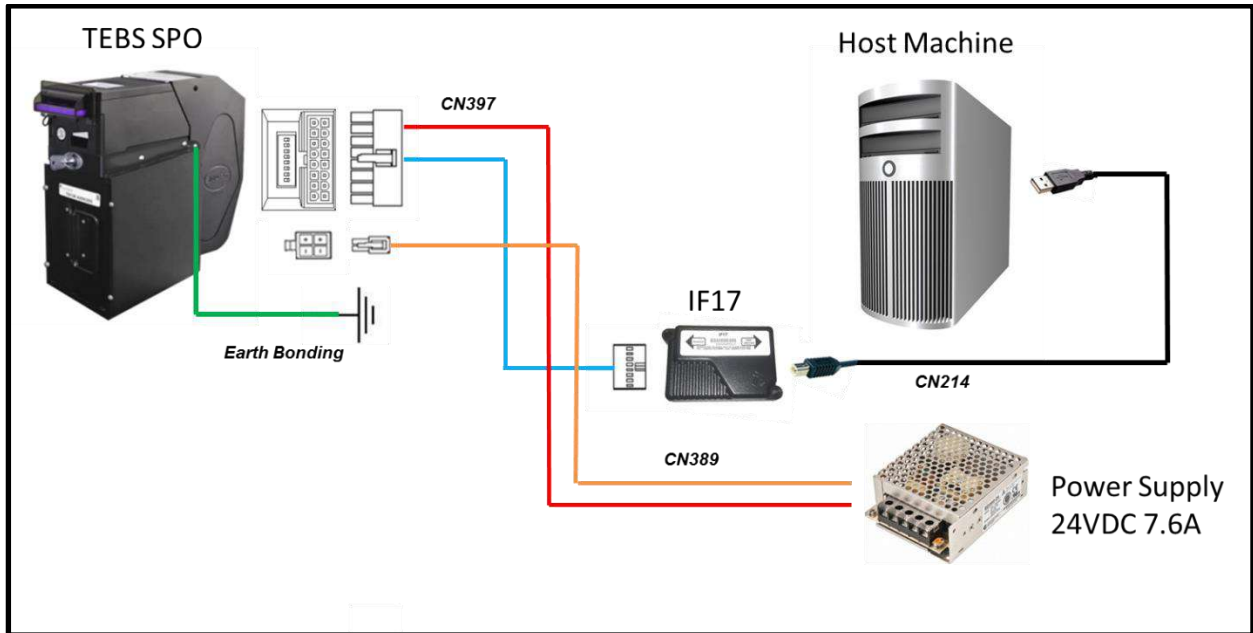 TEBS SPO
Host Machine
CN397
IF17
Earth Bonding
CN214
CN389
Power Supply
24VDC 7.6A